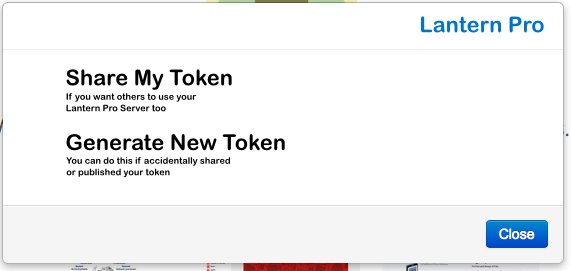 Lantern Pro
Share My Token
If you want others to use your
Lantern Pro Server too
Generate New Token
You can do this if accidentally shared
or published your token
Close